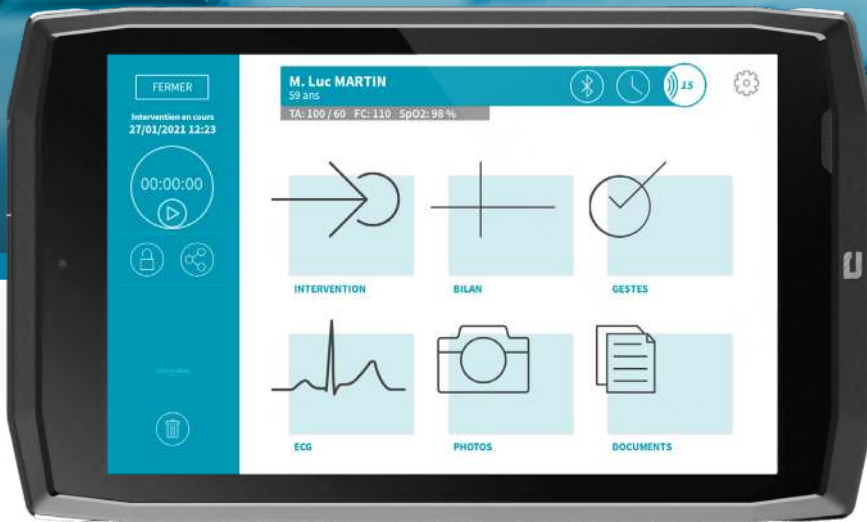 FERMER
Intervention en cours
27/01/2021 12:23
00:00:00
M. Luc MARTIN
59 ans
TA: 100 / 60 FC: 110 SpO2: 98 %
15
INTERVENTION
BILAN
GESTES
ECG
PHOTOS
DOCUMENTS